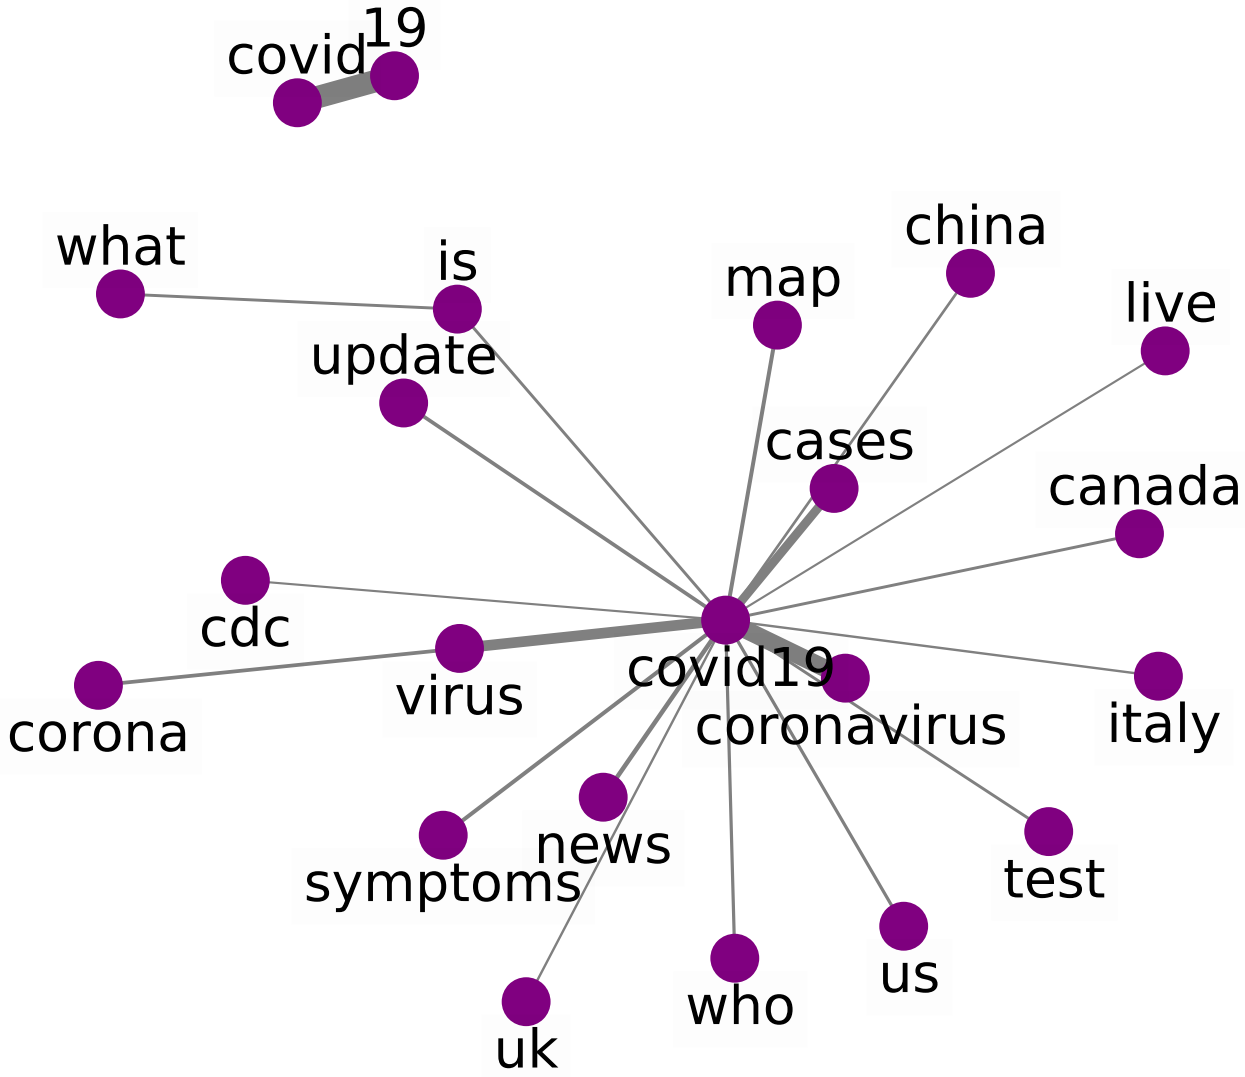 19
covid
china
what
is
map
live
update
cases
canada
cdc
covid19
virus
italy
coronavirus
corona
news
test
symptoms
us
who
uk